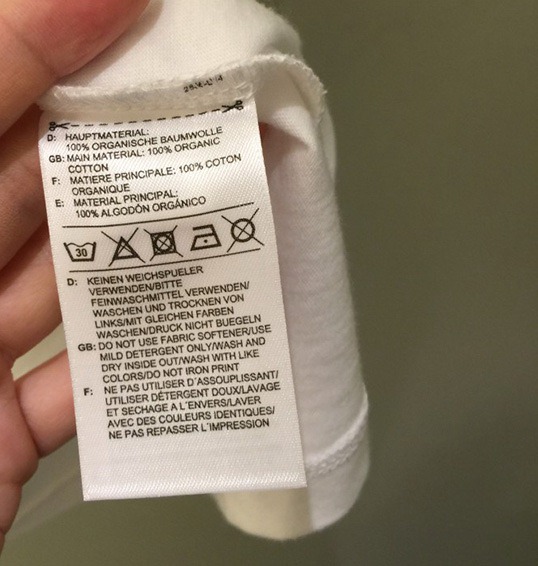 D: HAUPTMATERIAL:
100% ORGANISCHE BAUMWOLLE
GB: MAIN MATERIAL: 100% ORGANIC
COTTON
F: MATIERE PRINCIPALE: 100% COTON
ORGANIQUE
E: MATERIAL PRINCIPAL:
100% ALGODÓN ORGÁNICO
30
D: KEINEN WEICHSPUELER
VERWENDEN/BITTE
FEINWASCHMITTEL VERWENDEN/
WASCHEN UND TROCKNEN VON
LINKS/MIT GLEICHEN FARBEN
WASCHEN/DRUCK NICHT BUEGELN
GB: DO NOT USE FABRIC SOFTENER/USE
MILD DETERGENT ONLY/WASH AND
DRY INSIDE OUT/WASH WITH LIKE
COLORS/DO NOT IRON PRINT
F: NE PAS UTILISER D´ASSOUPLISSANT/
UTILISER DÉTERGENT DOUX/LAVAGE
ET SECHAGE A L´ENVERS/LAVER
AVEC DES COULEURS IDENTIQUES/
NE PAS REPASSER L´IMPRESSION